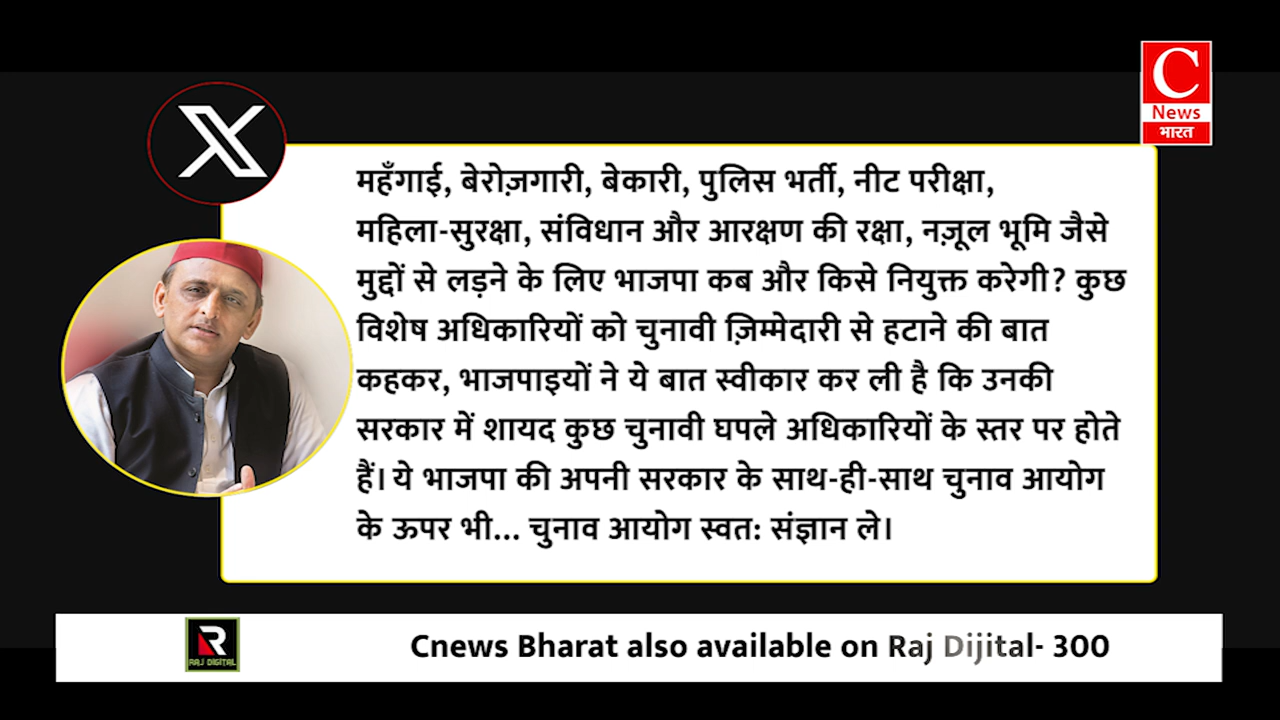 C
News
भारत
महँगाई, बेरोज़गारी, बेकारी, पुलिस भर्ती, नीट परीक्षा,
महिला-सुरक्षा, संविधान और आरक्षण की रक्षा, नज़ूल भूमि जैसे
मुद्दों से लड़ने के लिए भाजपा कब और किसे नियुक्त करेगी? कुछ
विशेष अधिकारियों को चुनावी ज़िम्मेदारी से हटाने की बात
कहकर, भाजपाइयों ने ये बात स्वीकार कर ली है कि उनकी
सरकार में शायद कुछ चुनावी घपले अधिकारियों के स्तर पर होते
हैं। ये भाजपा की अपनी सरकार के साथ-ही-साथ चुनाव आयोग
के ऊपर भी... चुनाव आयोग स्वत: संज्ञान ले।
R
RAJ DIGITAL
Cnews Bharat also available on Raj Dijital- 300